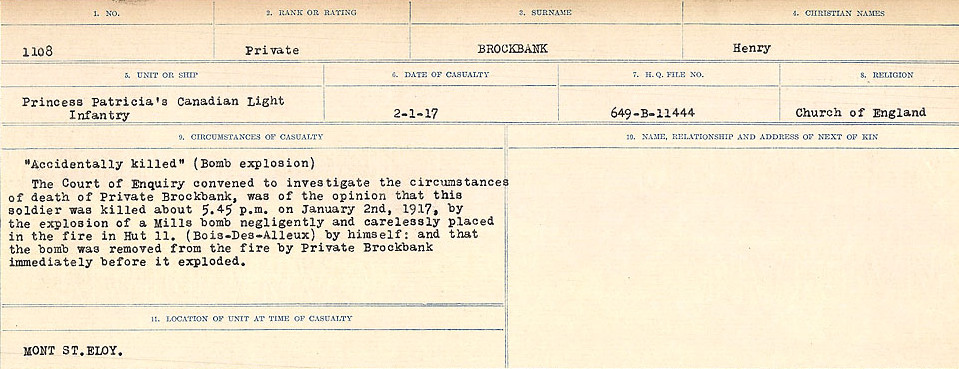 1. NO.
2. RANK OR RATING
3. SURNAME
4. CHRISTIAN NAMES
1108
Private
BROCKBANK
Henry
5. UNIT OR SHIP
6. DATE OF CASUALTY
7. H.Q. FILE NO.
8. RELIGION
Princess Patricia's Canadian Light
Infantry
2-1-17
649-B-11444
Church of England
9. CIRCUMSTANCES OF CASUALTY
10. NAME, RELATIONSHIP AND ADDRESS OF NEXT OF KIN
"Accidentally killed" (Bomb explosion)
The Court of Enquiry convened to investigate the circumstances
of death of Private Brockbank, was of the opinion that this
soldier was killed about 5.45 p.m. on January 2nd, 1917, by
the explosion of a Mills bomb negligently and carelessly placed
in the fire in Hut 11. (Bois-Des-Alleux) by himself: and that
the bomb was removed from the fire by Private Brockbank
immediately before it exploded.
11. LOCATION OF UNIT AT TIME OF CASUALTY
MONT ST.ELOY.